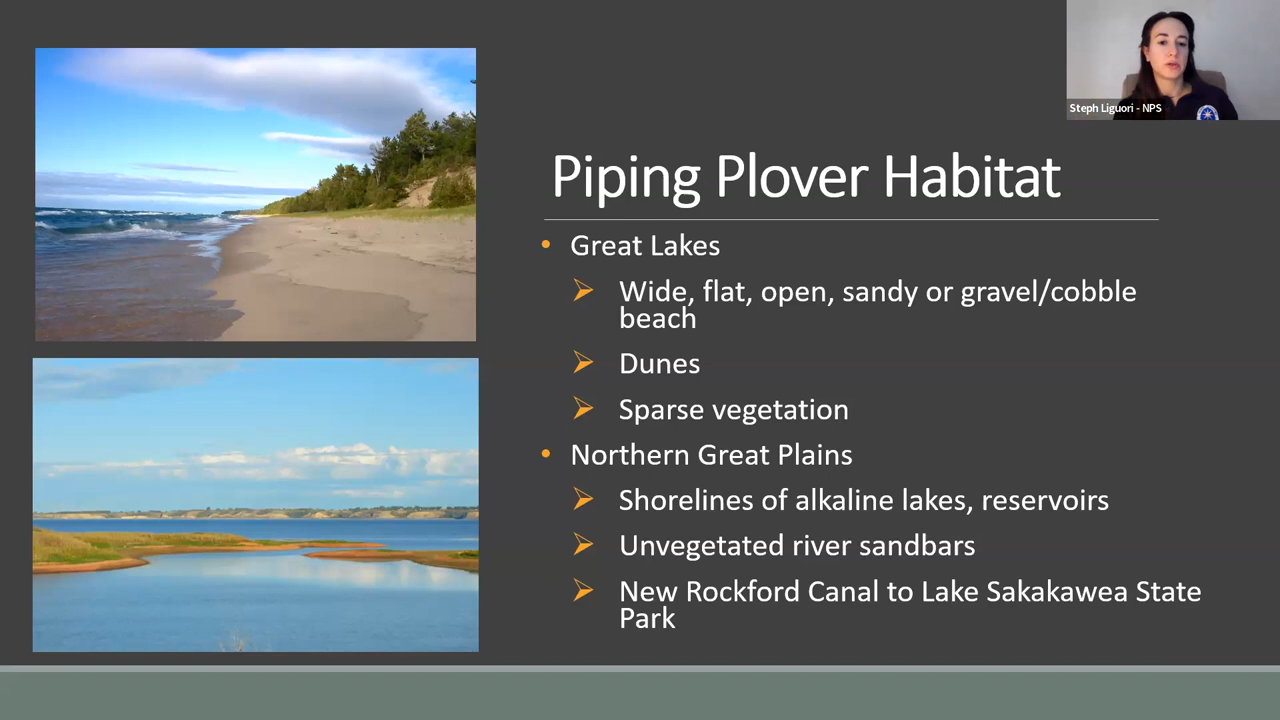 Steph Liguori - NPS
Piping Plover Habitat
• Great Lakes
➢ Wide, flat, open, sandy or gravel/cobble
beach
➢ Dunes
➢ Sparse vegetation
• Northern Great Plains
➢ Shorelines of alkaline lakes, reservoirs
➢ Unvegetated river sandbars
➢ New Rockford Canal to Lake Sakakawea State
Park